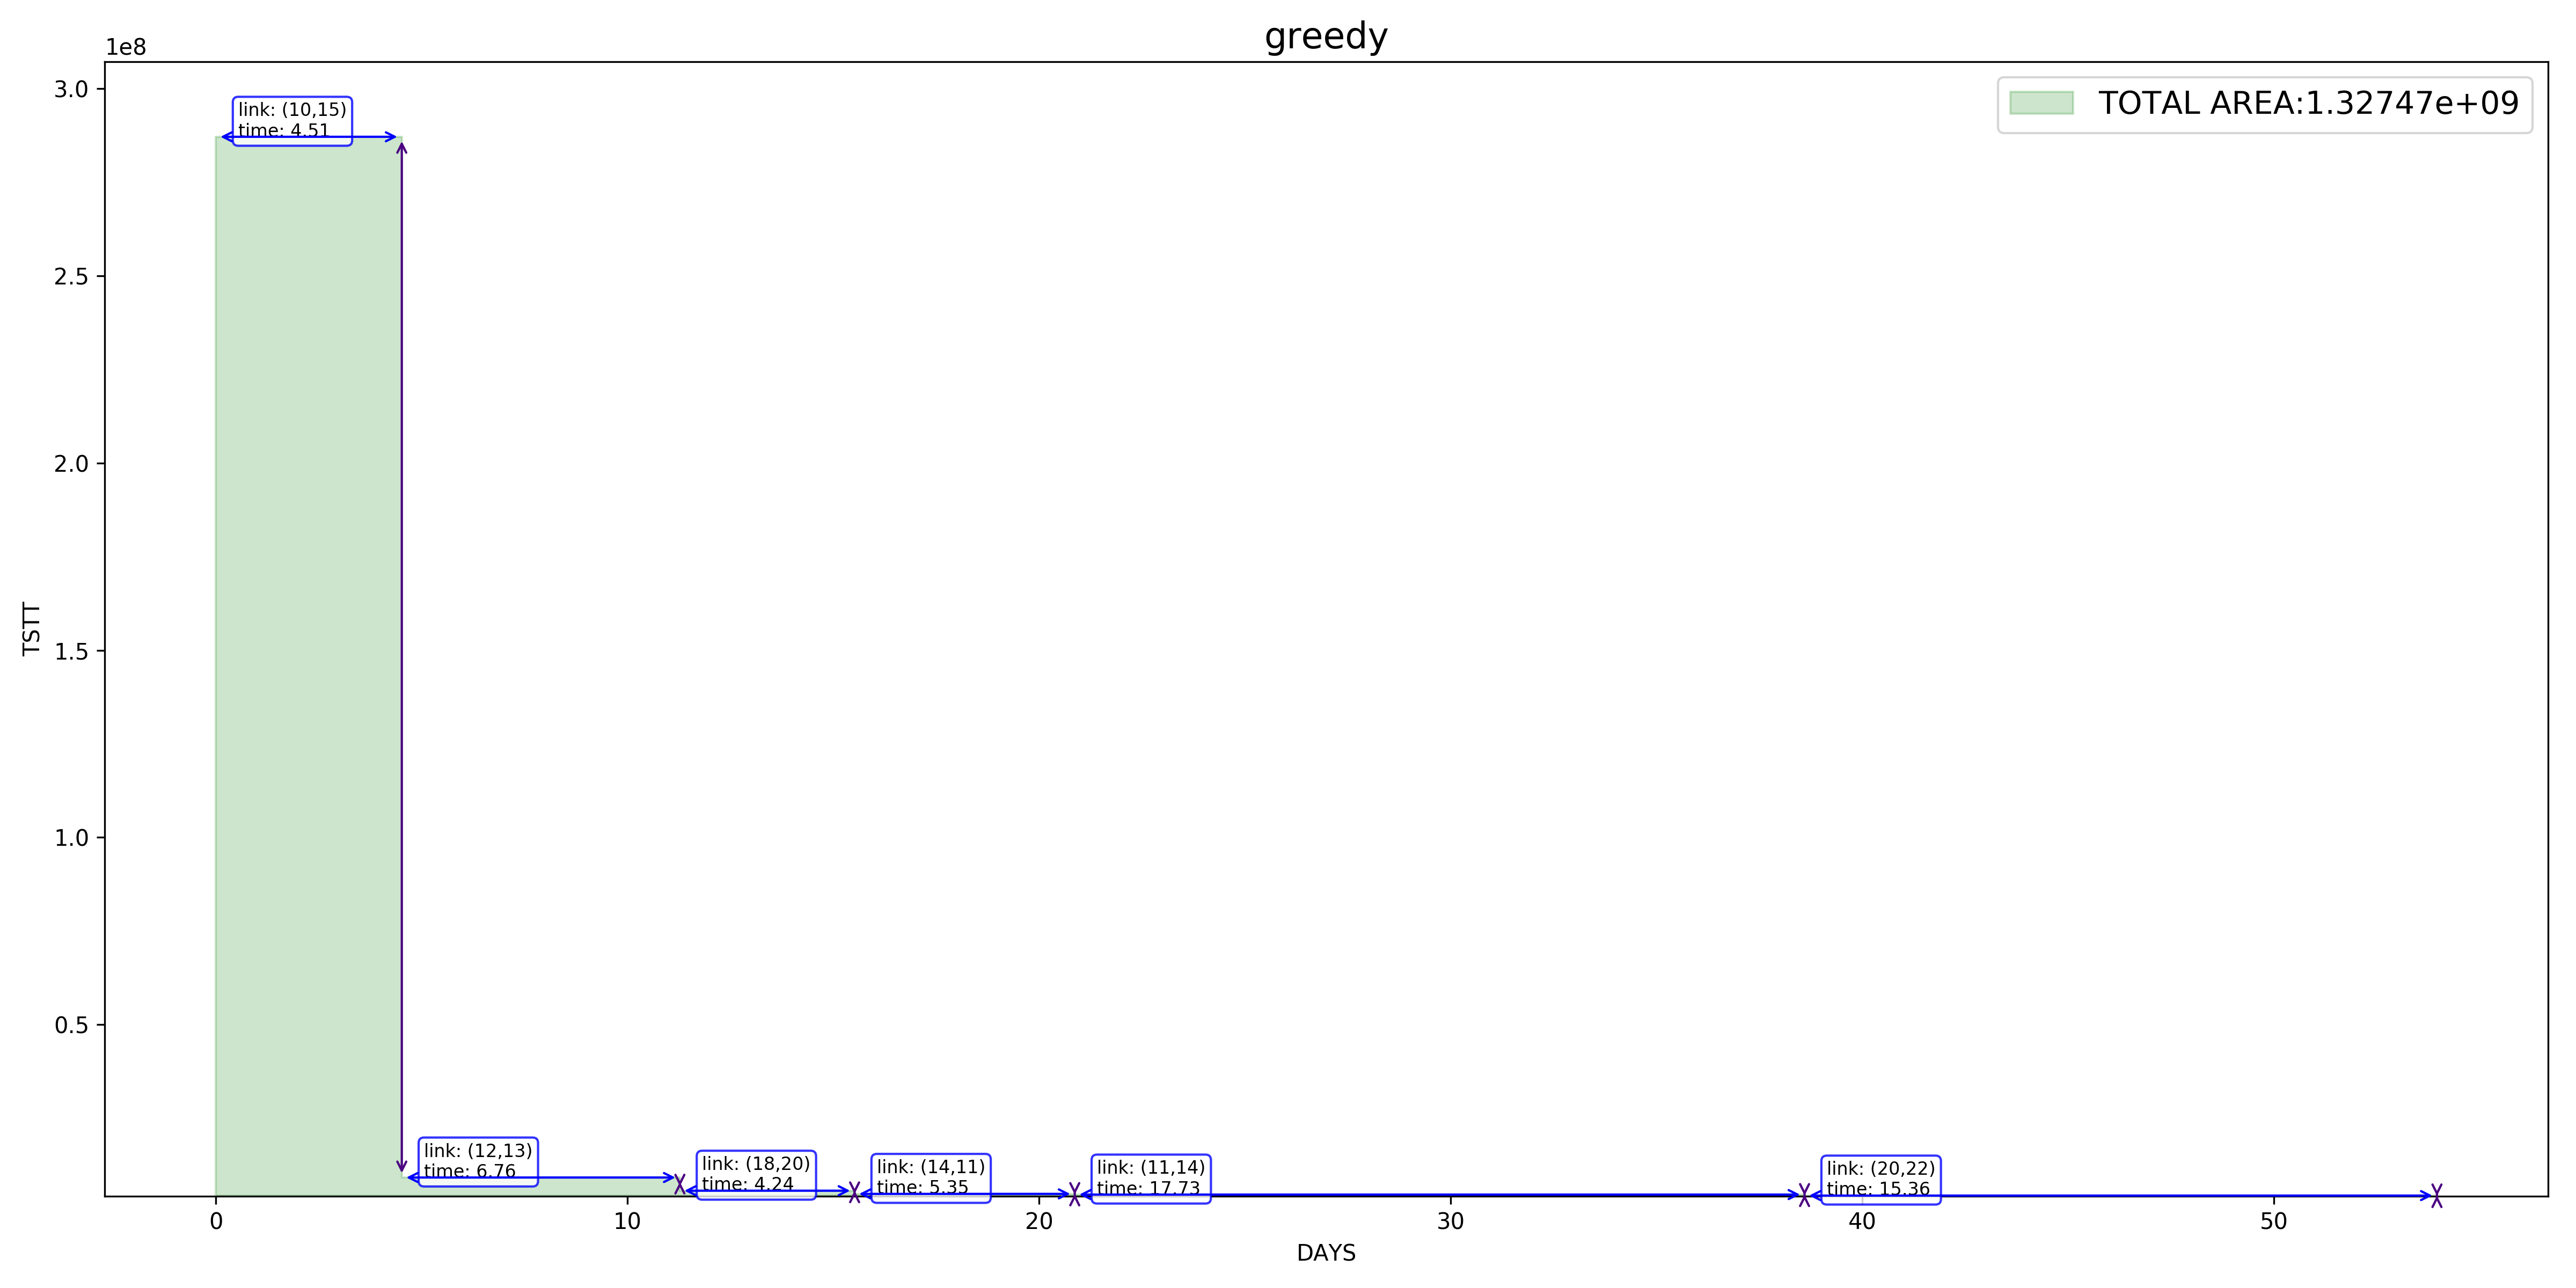 greedy
1e8
TOTAL AREA:1.32747e+09
3.0
2.5
2.0
1.5
1.0
0.5
TSTT
link: (10,15)
time: 4.51
link: (12,13)
time: 6.76
link: (18,20)
time: 4.24
link: (14,11)
time: 5.35
link: (11,14)
time: 17.73
link: (20,22)
time: 15.36
0 10 20 30 40 50
DAYS